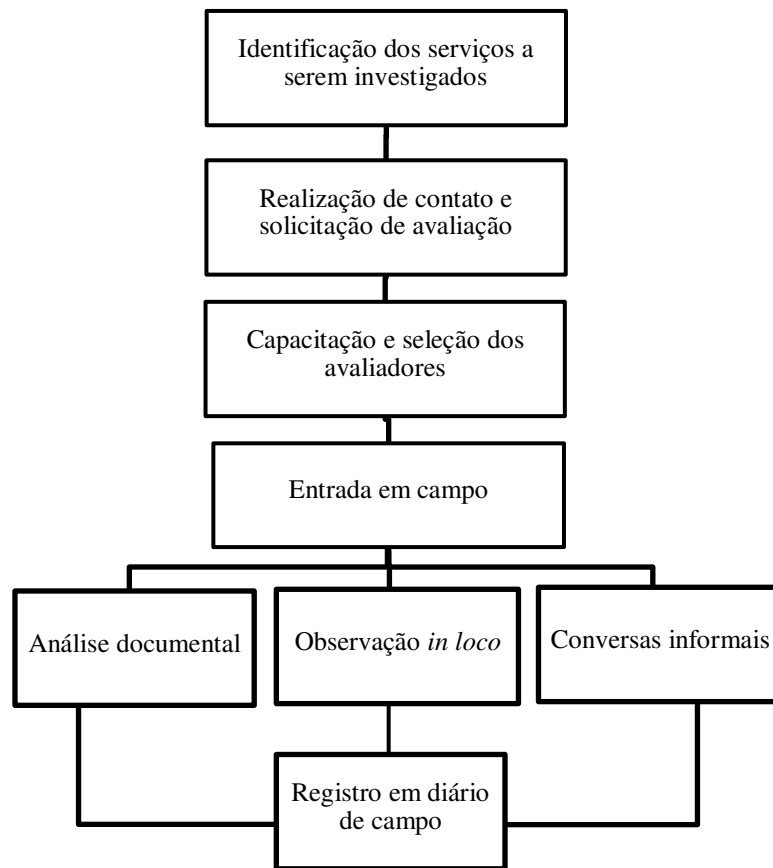 Identificação dos serviços a
serem investigados
Realização de contato e
solicitação de avaliação
Capacitação e seleção dos
avaliadores
Entrada em campo
Análise documental
Observação in loco
Conversas informais
Registro em diário
de campo